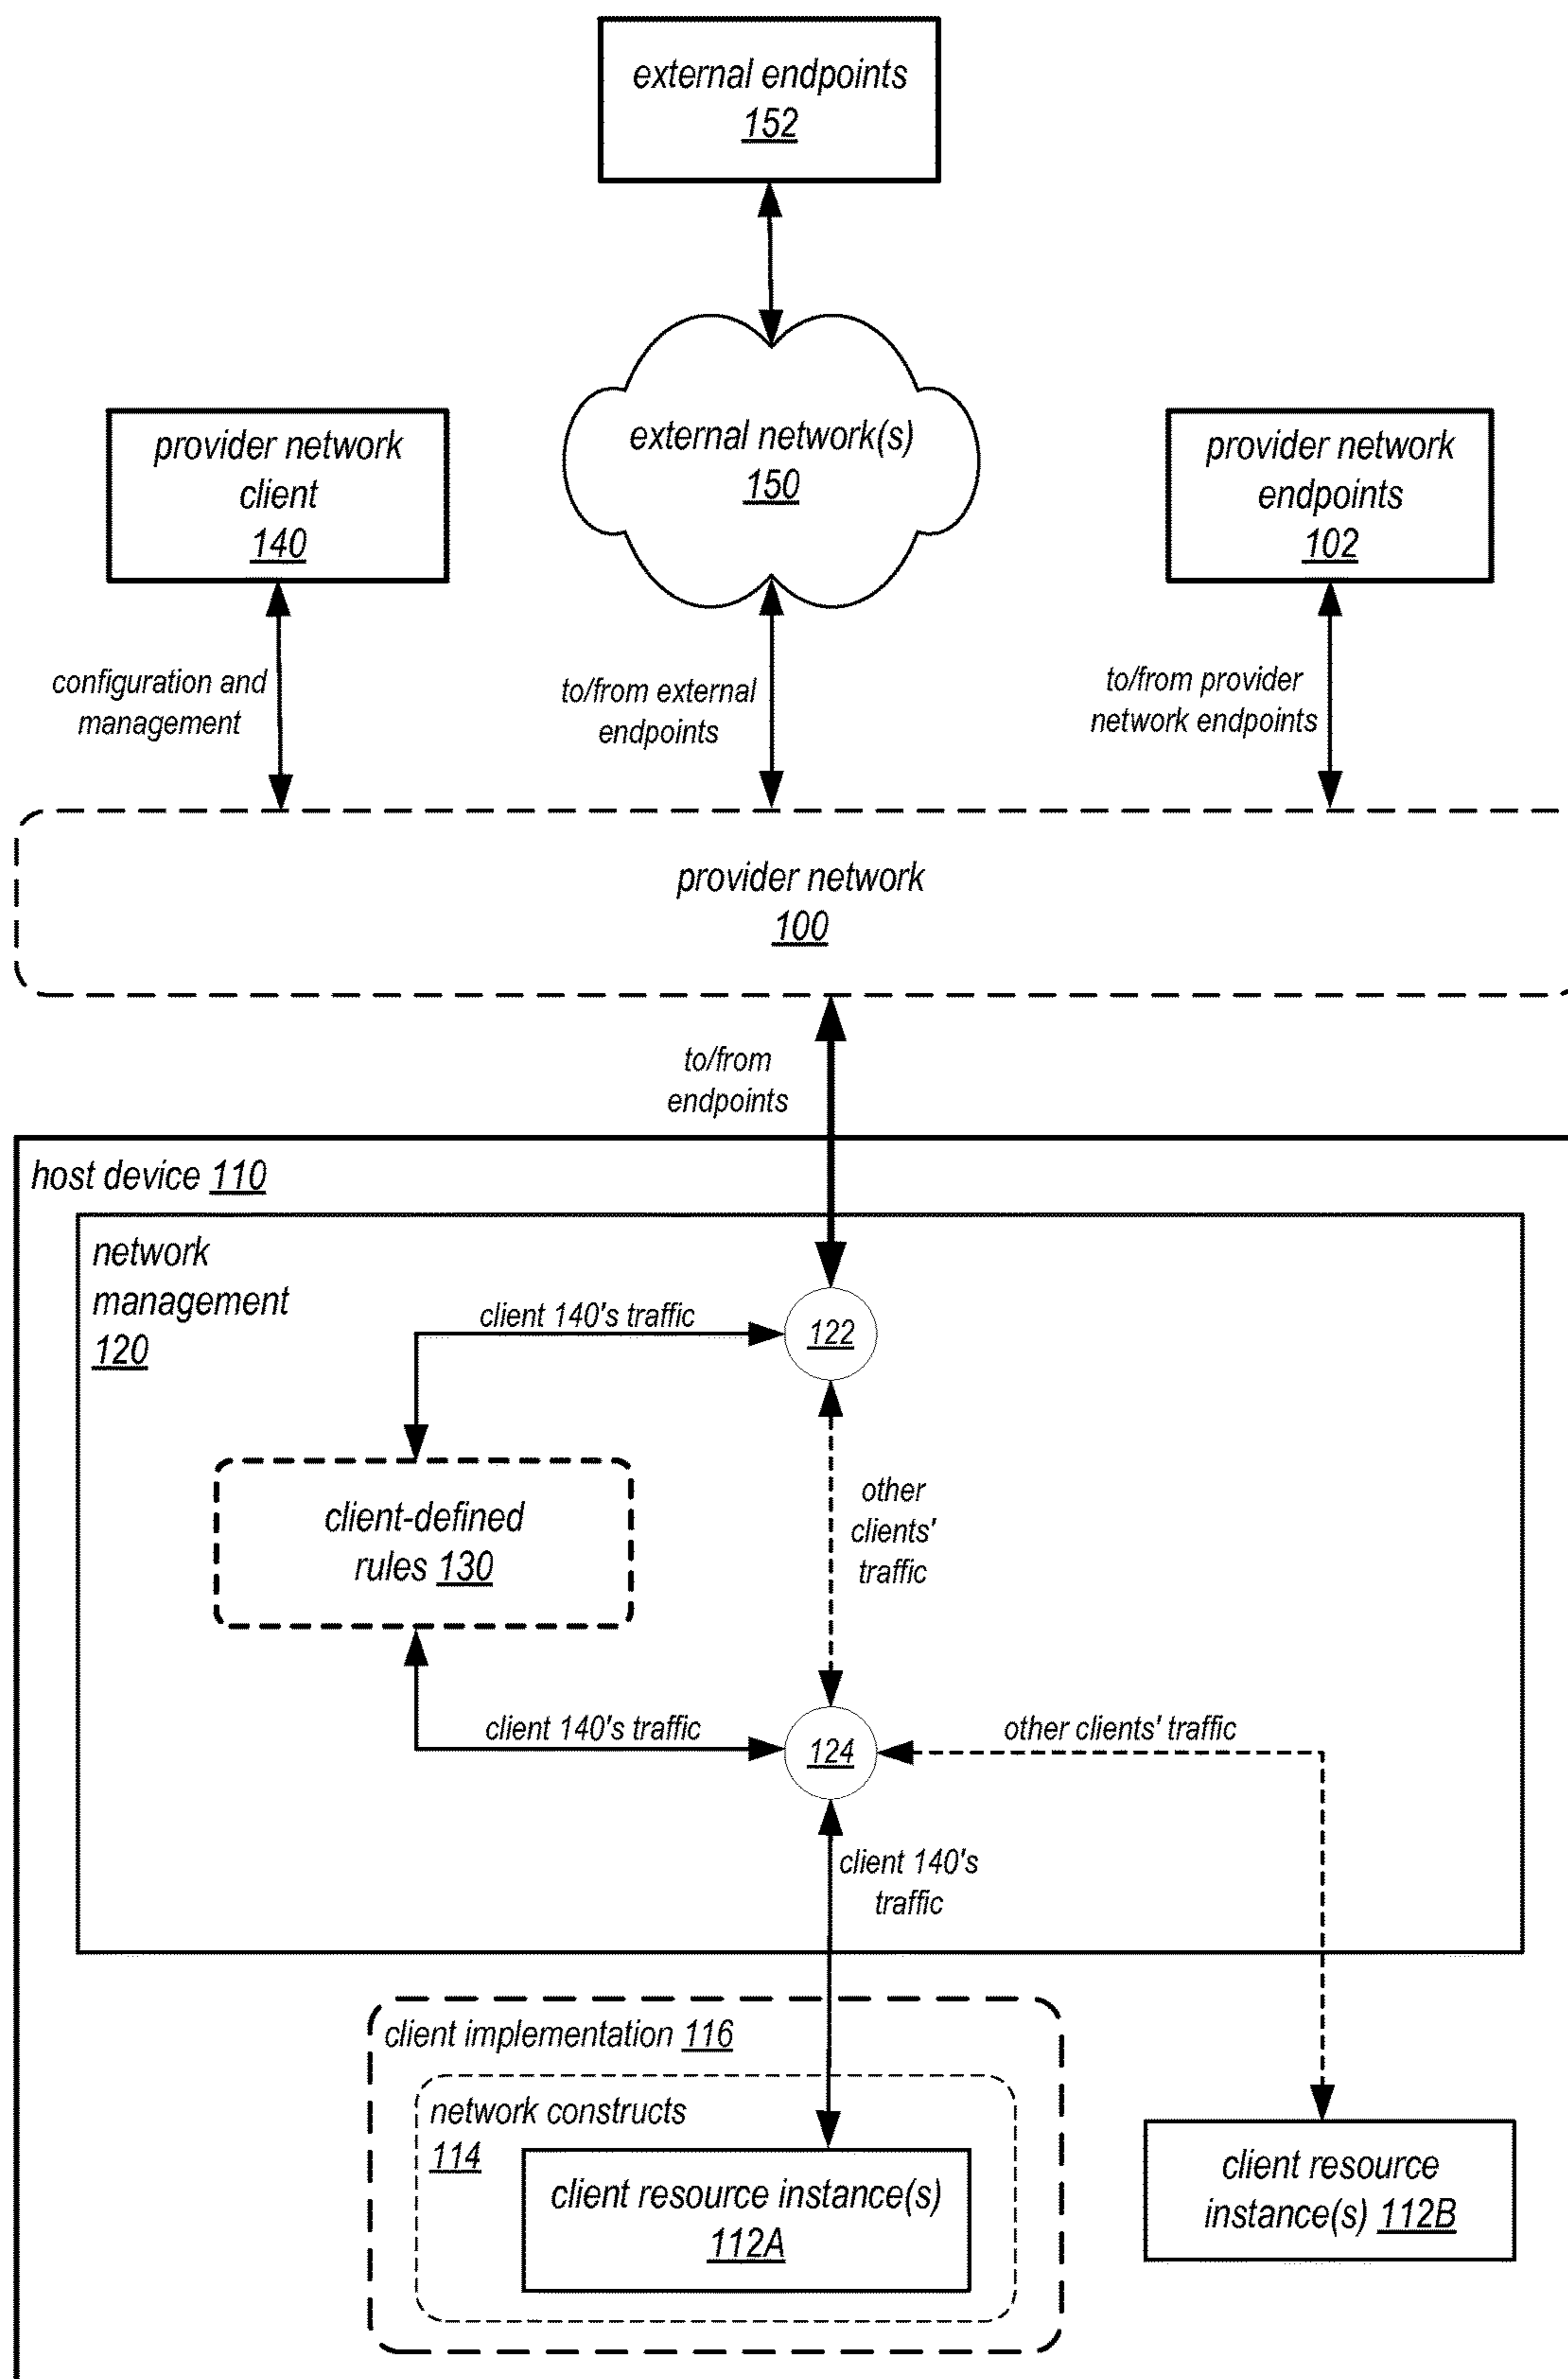 external endpoints
152
external network(s)
150
provider network
client
140
provider network
endpoints
102
configuration and
management
to/from external
endpoints
to/from provider
network endpoints
provider network
100
to/from
endpoints
host device 110
network
management
120
client 140's traffic
122
client-defined
rules 130
other
clients'
traffic
client 140's traffic
124
other clients' traffic
client 140's
traffic
client implementation 116
network constructs
114
client resource instance(s)
112A
client resource
instance(s) 112B